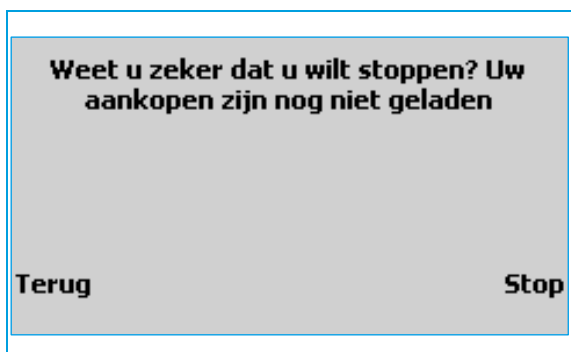 Weet u zeker dat u wilt stoppen? Uw
aankopen zijn nog niet geladen
Terug
Stop